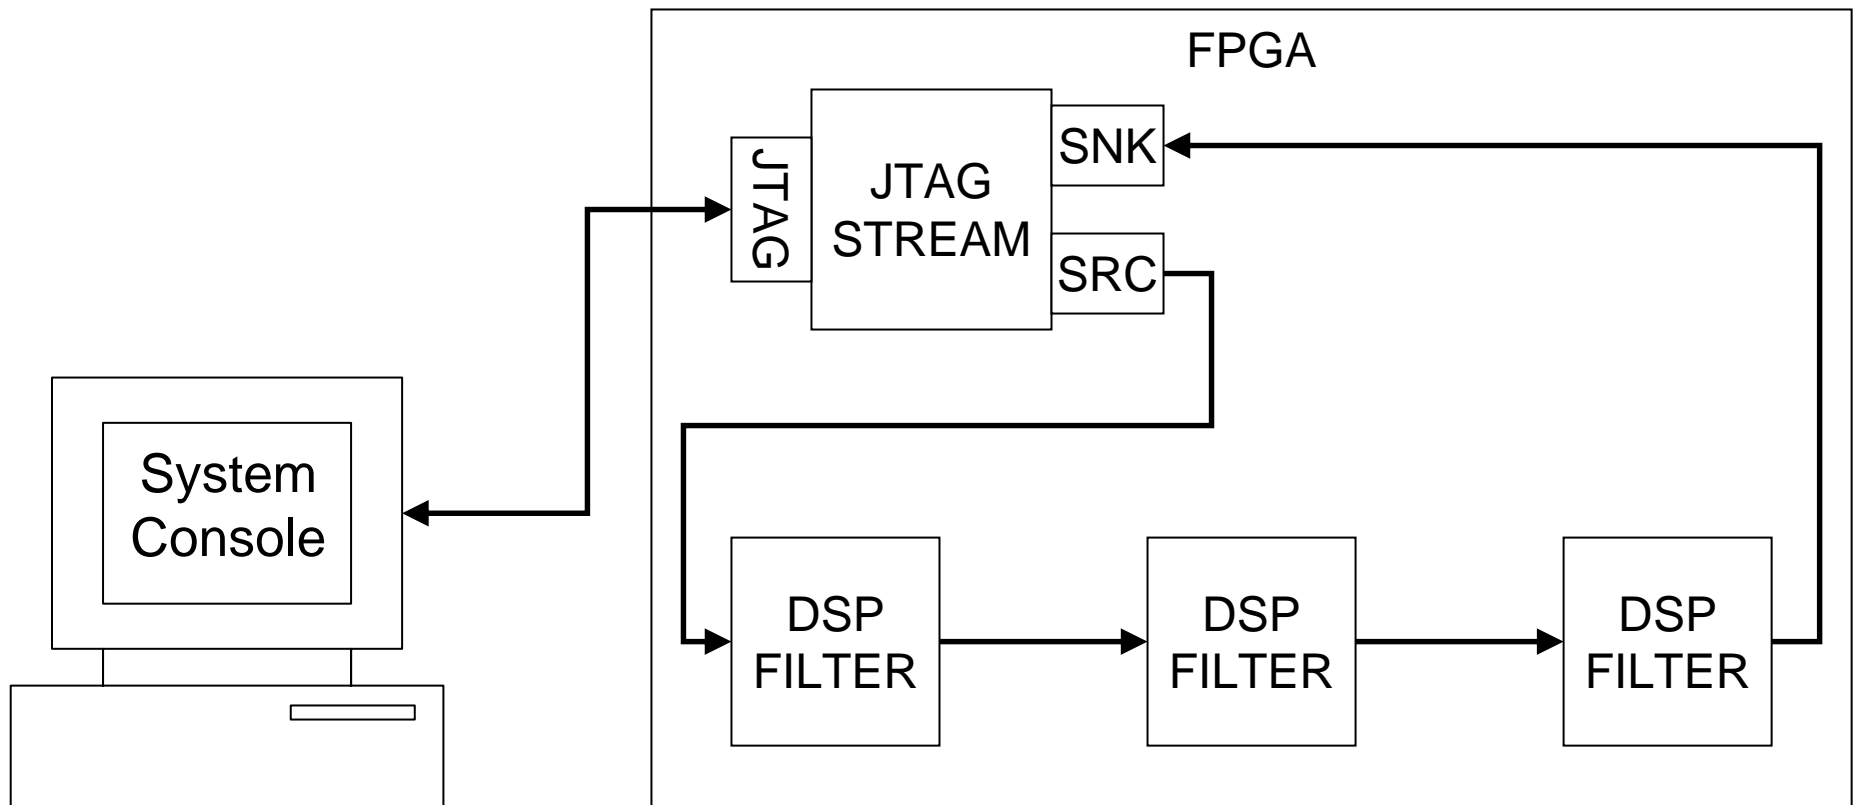 FPGA
JTAG
JTAG
STREAM
SNK
SRC
System
Console
DSP
FILTER
DSP
FILTER
DSP
FILTER